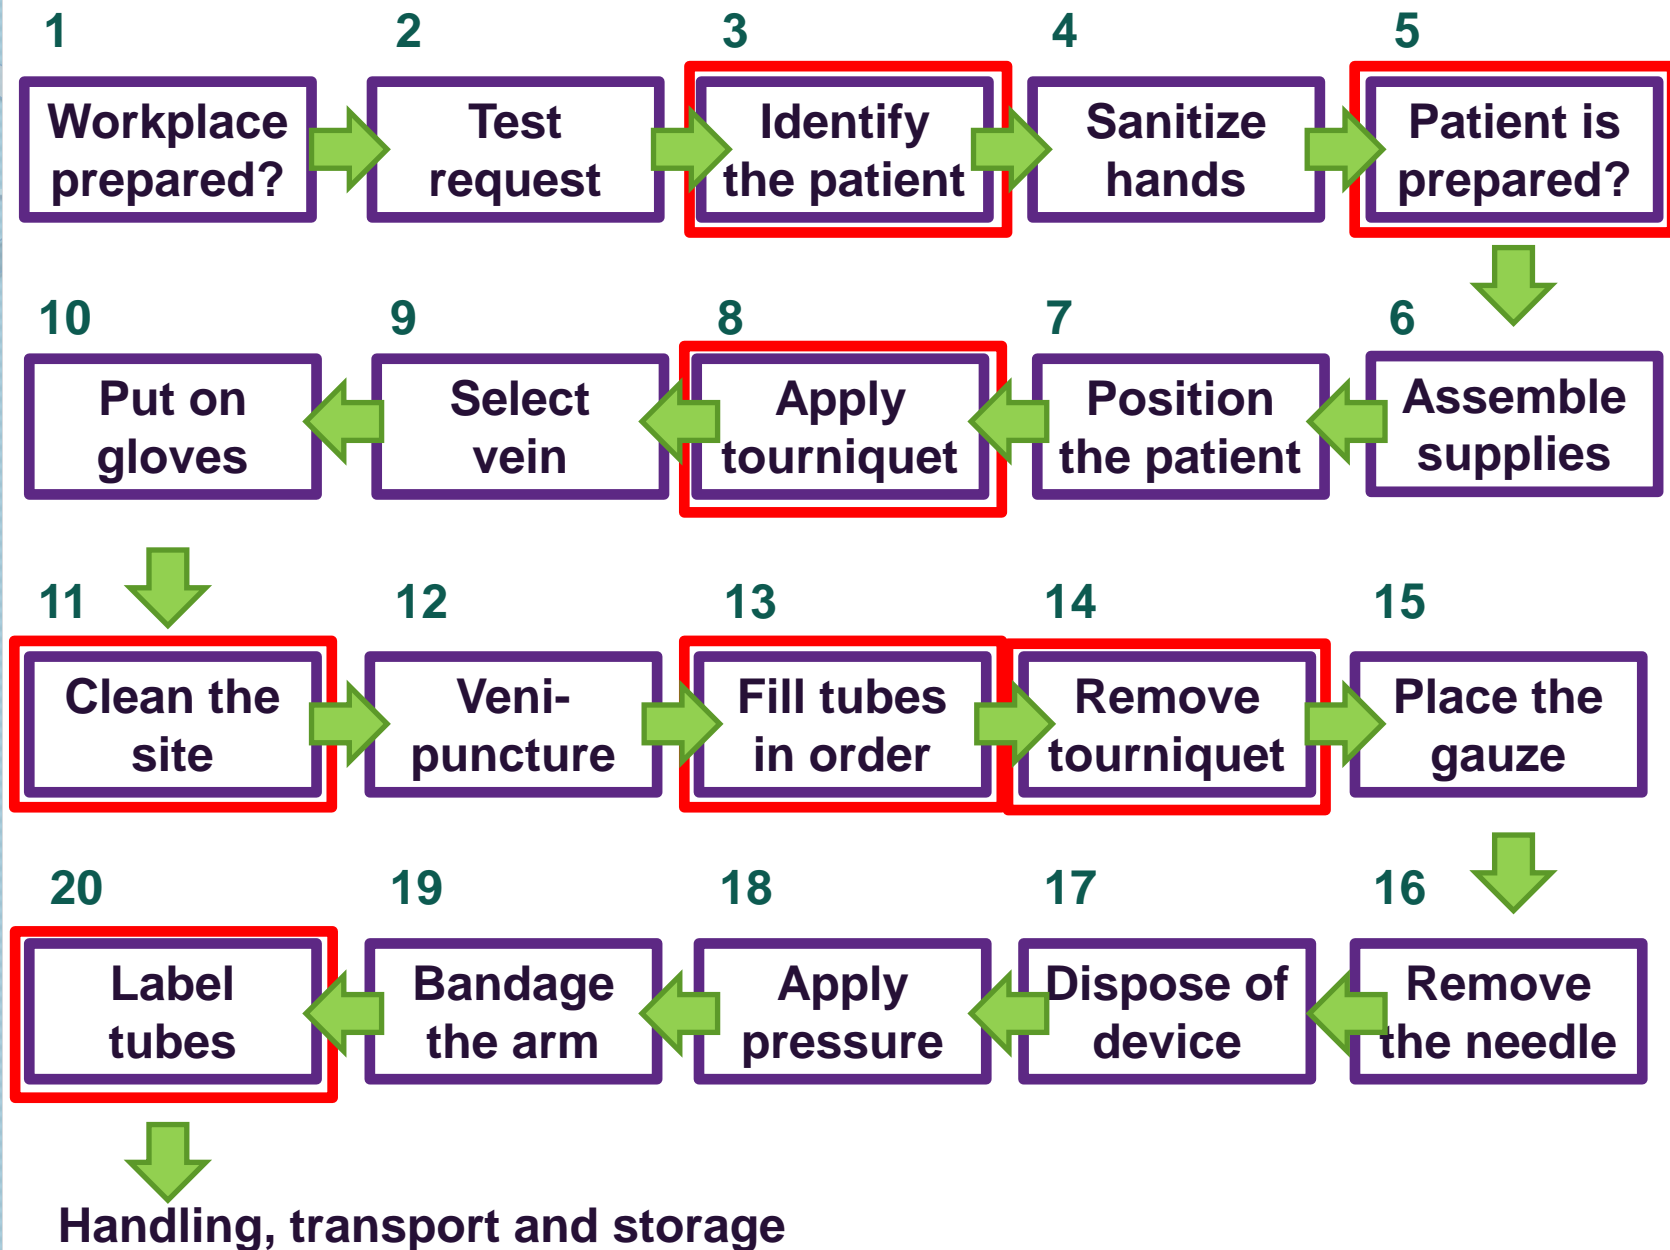 1 2 3 4 5
Workplace Test Identify Sanitize Patient is
prepared? request the patient hands prepared?
10 9 8 7 6
Put on Select Apply Position Assemble
gloves vein tourniquet the patient supplies
11 12 13 14 15
Clean the Veni- Fill tubes Remove Place the
site puncture in order tourniquet gauze
20 19 18 17 16
Label Bandage Apply Dispose of Remove
tubes the arm pressure device the needle
Handling, transport and storage